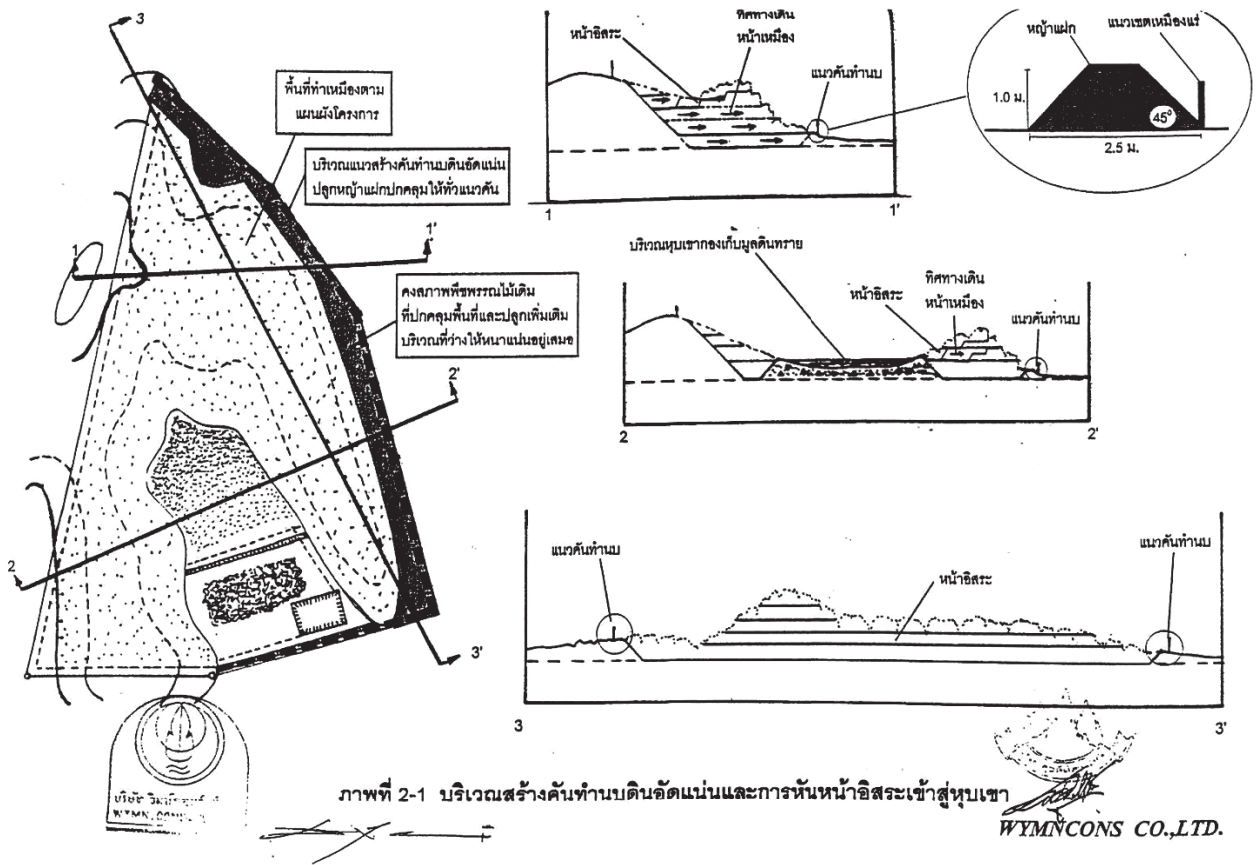 3
พื้นที่ทำเหมืองตาม
แผนผังโครงการ
บริเวณแนวสร้างคันทำนบดินอัดแน่น
ปลูกหญ้าแฝกปกคลุมให้ทั่วแนวคัน
1
1'
คงสภาพพืชพรรณไม้เดิม
ที่ปกคลุมพื้นที่และปลูกเพิ่มเติม
บริเวณที่ว่างให้หนาแน่นอยู่เสมอ
2'
2
3'
หน้าอิสระ
ทิศทางเดิน
หน้าเหมือง
แนวคันทำนบ
1
1'
หญ้าแฝก
แนวเขตเหมืองแร่
1.0 ม.
45°
2.5 ม.
บริเวณหุบเขากองเก็บมูลดินทราย
หน้าอิสระ
ทิศทางเดิน
หน้าเหมือง
แนวคันทำนบ
2
2'
แนวคันทำนบ
หน้าอิสระ
แนวคันทำนบ
3
3'
บริษัท
ภาพที่ 2-1 บริเวณสร้างคันทำนบดินอัดแน่นและการหันหน้าอิสระเข้าสู่หุบเขา
WYMNCONS CO.,LTD.